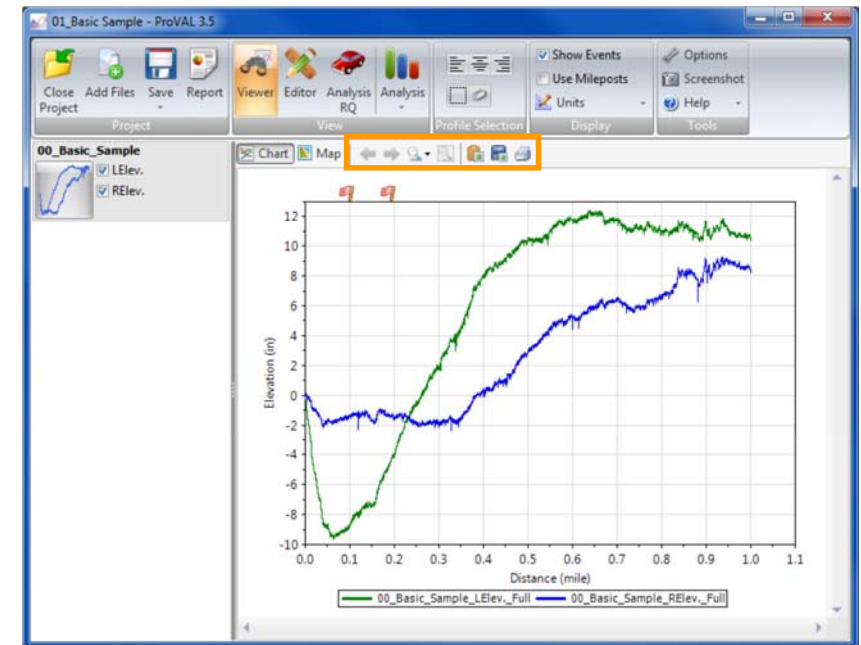 01_Basic Sample - ProVAL 3.5
Close Project
Add Files
Save
Report
Project
Viewer
Editor
Analysis RQ
Analysis
View
Profile Selection
Show Events
Use Mileposts
Units
Display
Options
Screenshot
Help
Tools
00_Basic_Sample
LElev.
RElev.
Chart
Map
12
10
8
6
4
2
0
-2
-4
-6
-8
-10
Elevation (in)
0.0 0.1 0.2 0.3 0.4 0.5 0.6 0.7 0.8 0.9 1.0 1.1
Distance (mile)
00_Basic_Sample_LElev._Full 00_Basic_Sample_RElev._Full